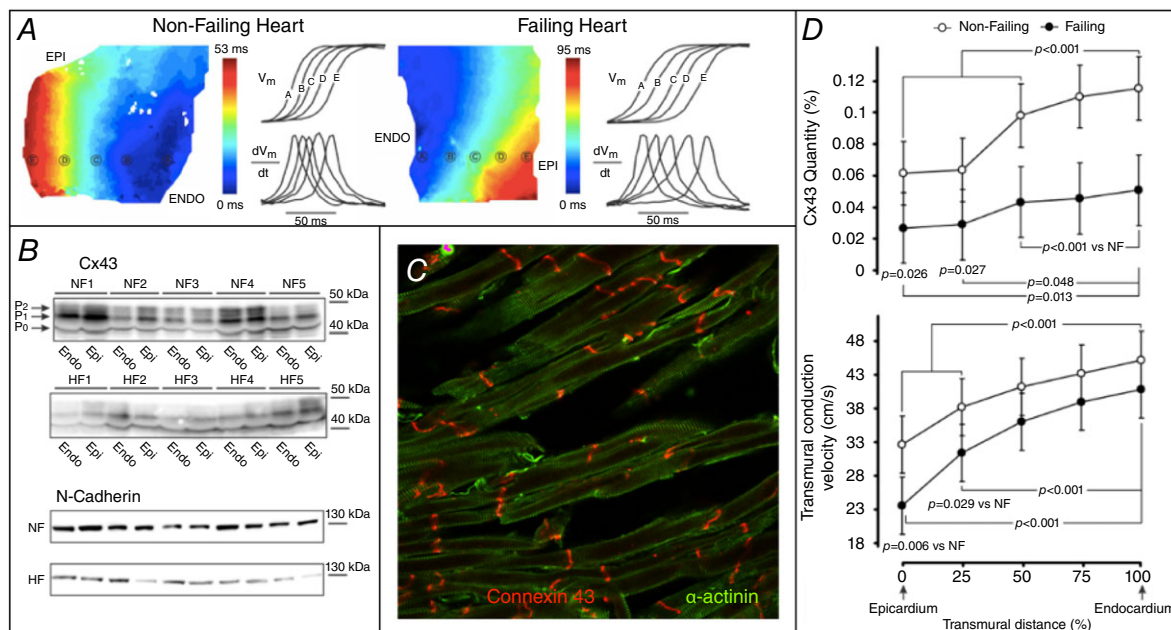 A
Non-Failing Heart
Failing Heart
EPI
53 ms
0 ms
ENDO
E D C
Vm
A B C D E
dVm
dt
50 ms
ENDO
A B C D E
EPI
95 ms
0 ms
Vm
A B C D E
dVm
dt
50 ms
B
Cx43
NF1 NF2 NF3 NF4 NF5
P2
P1
P0
50 kDa
40 kDa
Endo Epi Endo Epi Endo Epi Endo Epi Endo Epi
HF1 HF2 HF3 HF4 HF5
50 kDa
40 kDa
Endo Epi Endo Epi Endo Epi Endo Epi Endo Epi
N-Cadherin
NF
130 kDa
HF
130 kDa
C
Connexin 43
α-actinin
D
Non-Failing Failing
p<0.001
Cx43 Quantity (%)
0.12
0.1
0.08
0.06
0.04
0.02
0
p<0.001 vs NF
p=0.026
p=0.027
p=0.048
p=0.013
Transmural conduction
velocity (cm/s)
48
43
38
33
28
23
18
p<0.001
p<0.001
p=0.029 vs NF
p<0.001
p=0.006 vs NF
0 25 50 75 100
Epicardium
Endocardium
Transmural distance (%)